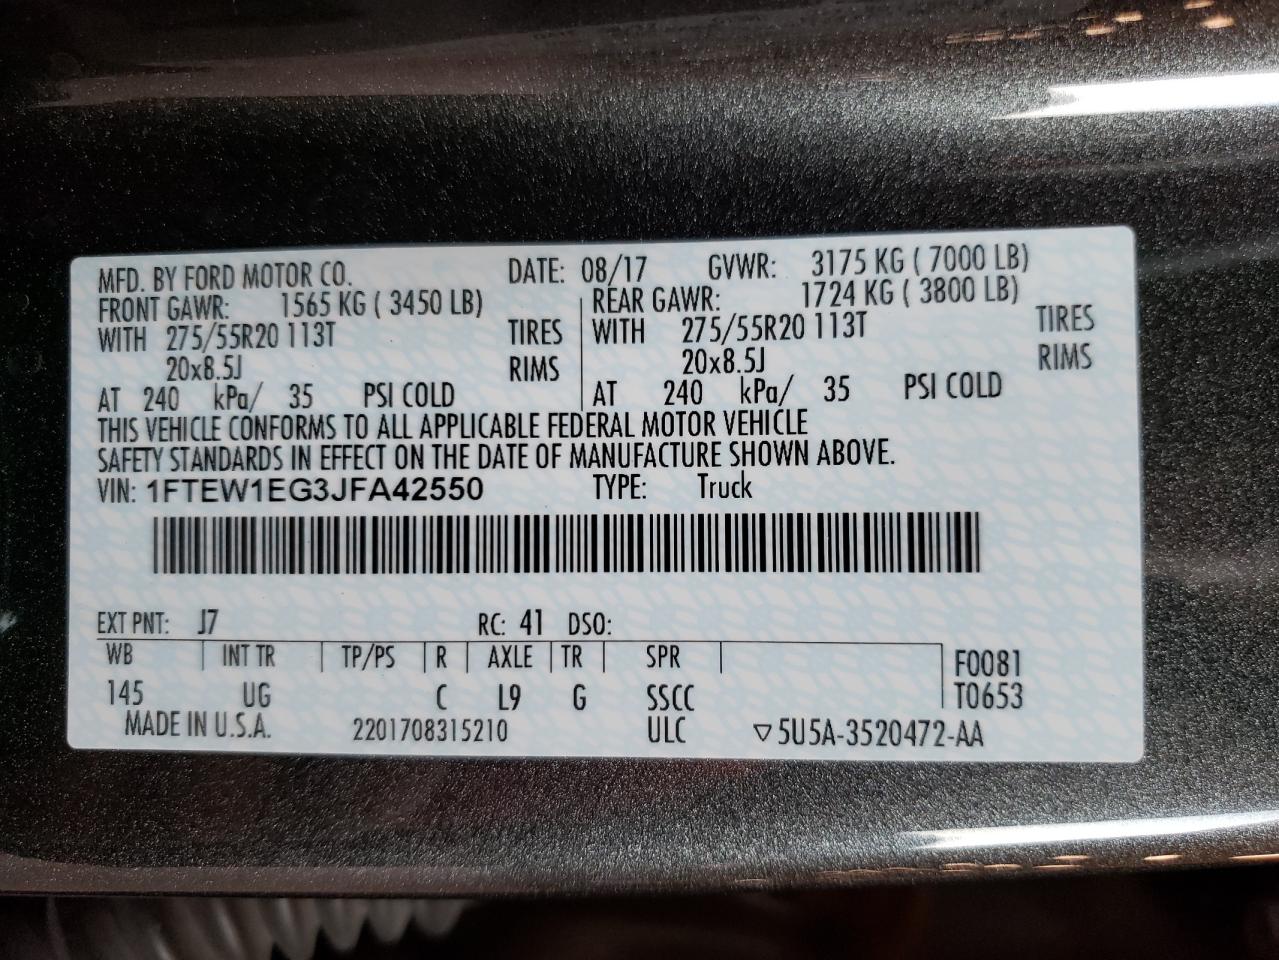 MFD. BY FORD MOTOR CO. DATE: 08/17 GVWR: 3175 KG ( 7000 LB)
FRONT GAWR: 1565 KG ( 3450 LB) REAR GAWR: 1724 KG ( 3800 LB)
WITH 275/55R20 113T TIRES WITH 275/55R20 113T TIRES
20x8.5J RIMS 20x8.5J RIMS
AT 240 kPa/ 35 PSI COLD AT 240 kPa/ 35 PSI COLD
THIS VEHICLE CONFORMS TO ALL APPLICABLE FEDERAL MOTOR VEHICLE
SAFETY STANDARDS IN EFFECT ON THE DATE OF MANUFACTURE SHOWN ABOVE.
VIN: 1FTEW1EG3JFA42550 TYPE: Truck
EXT PNT: J7 RC: 41 DSO:
WB INT TR TP/PS R AXLE TR SPR F0081
145 UG C L9 G SSCC T0653
MADE IN U.S.A. 2201708315210 ULC ▽5U5A-3520472-AA